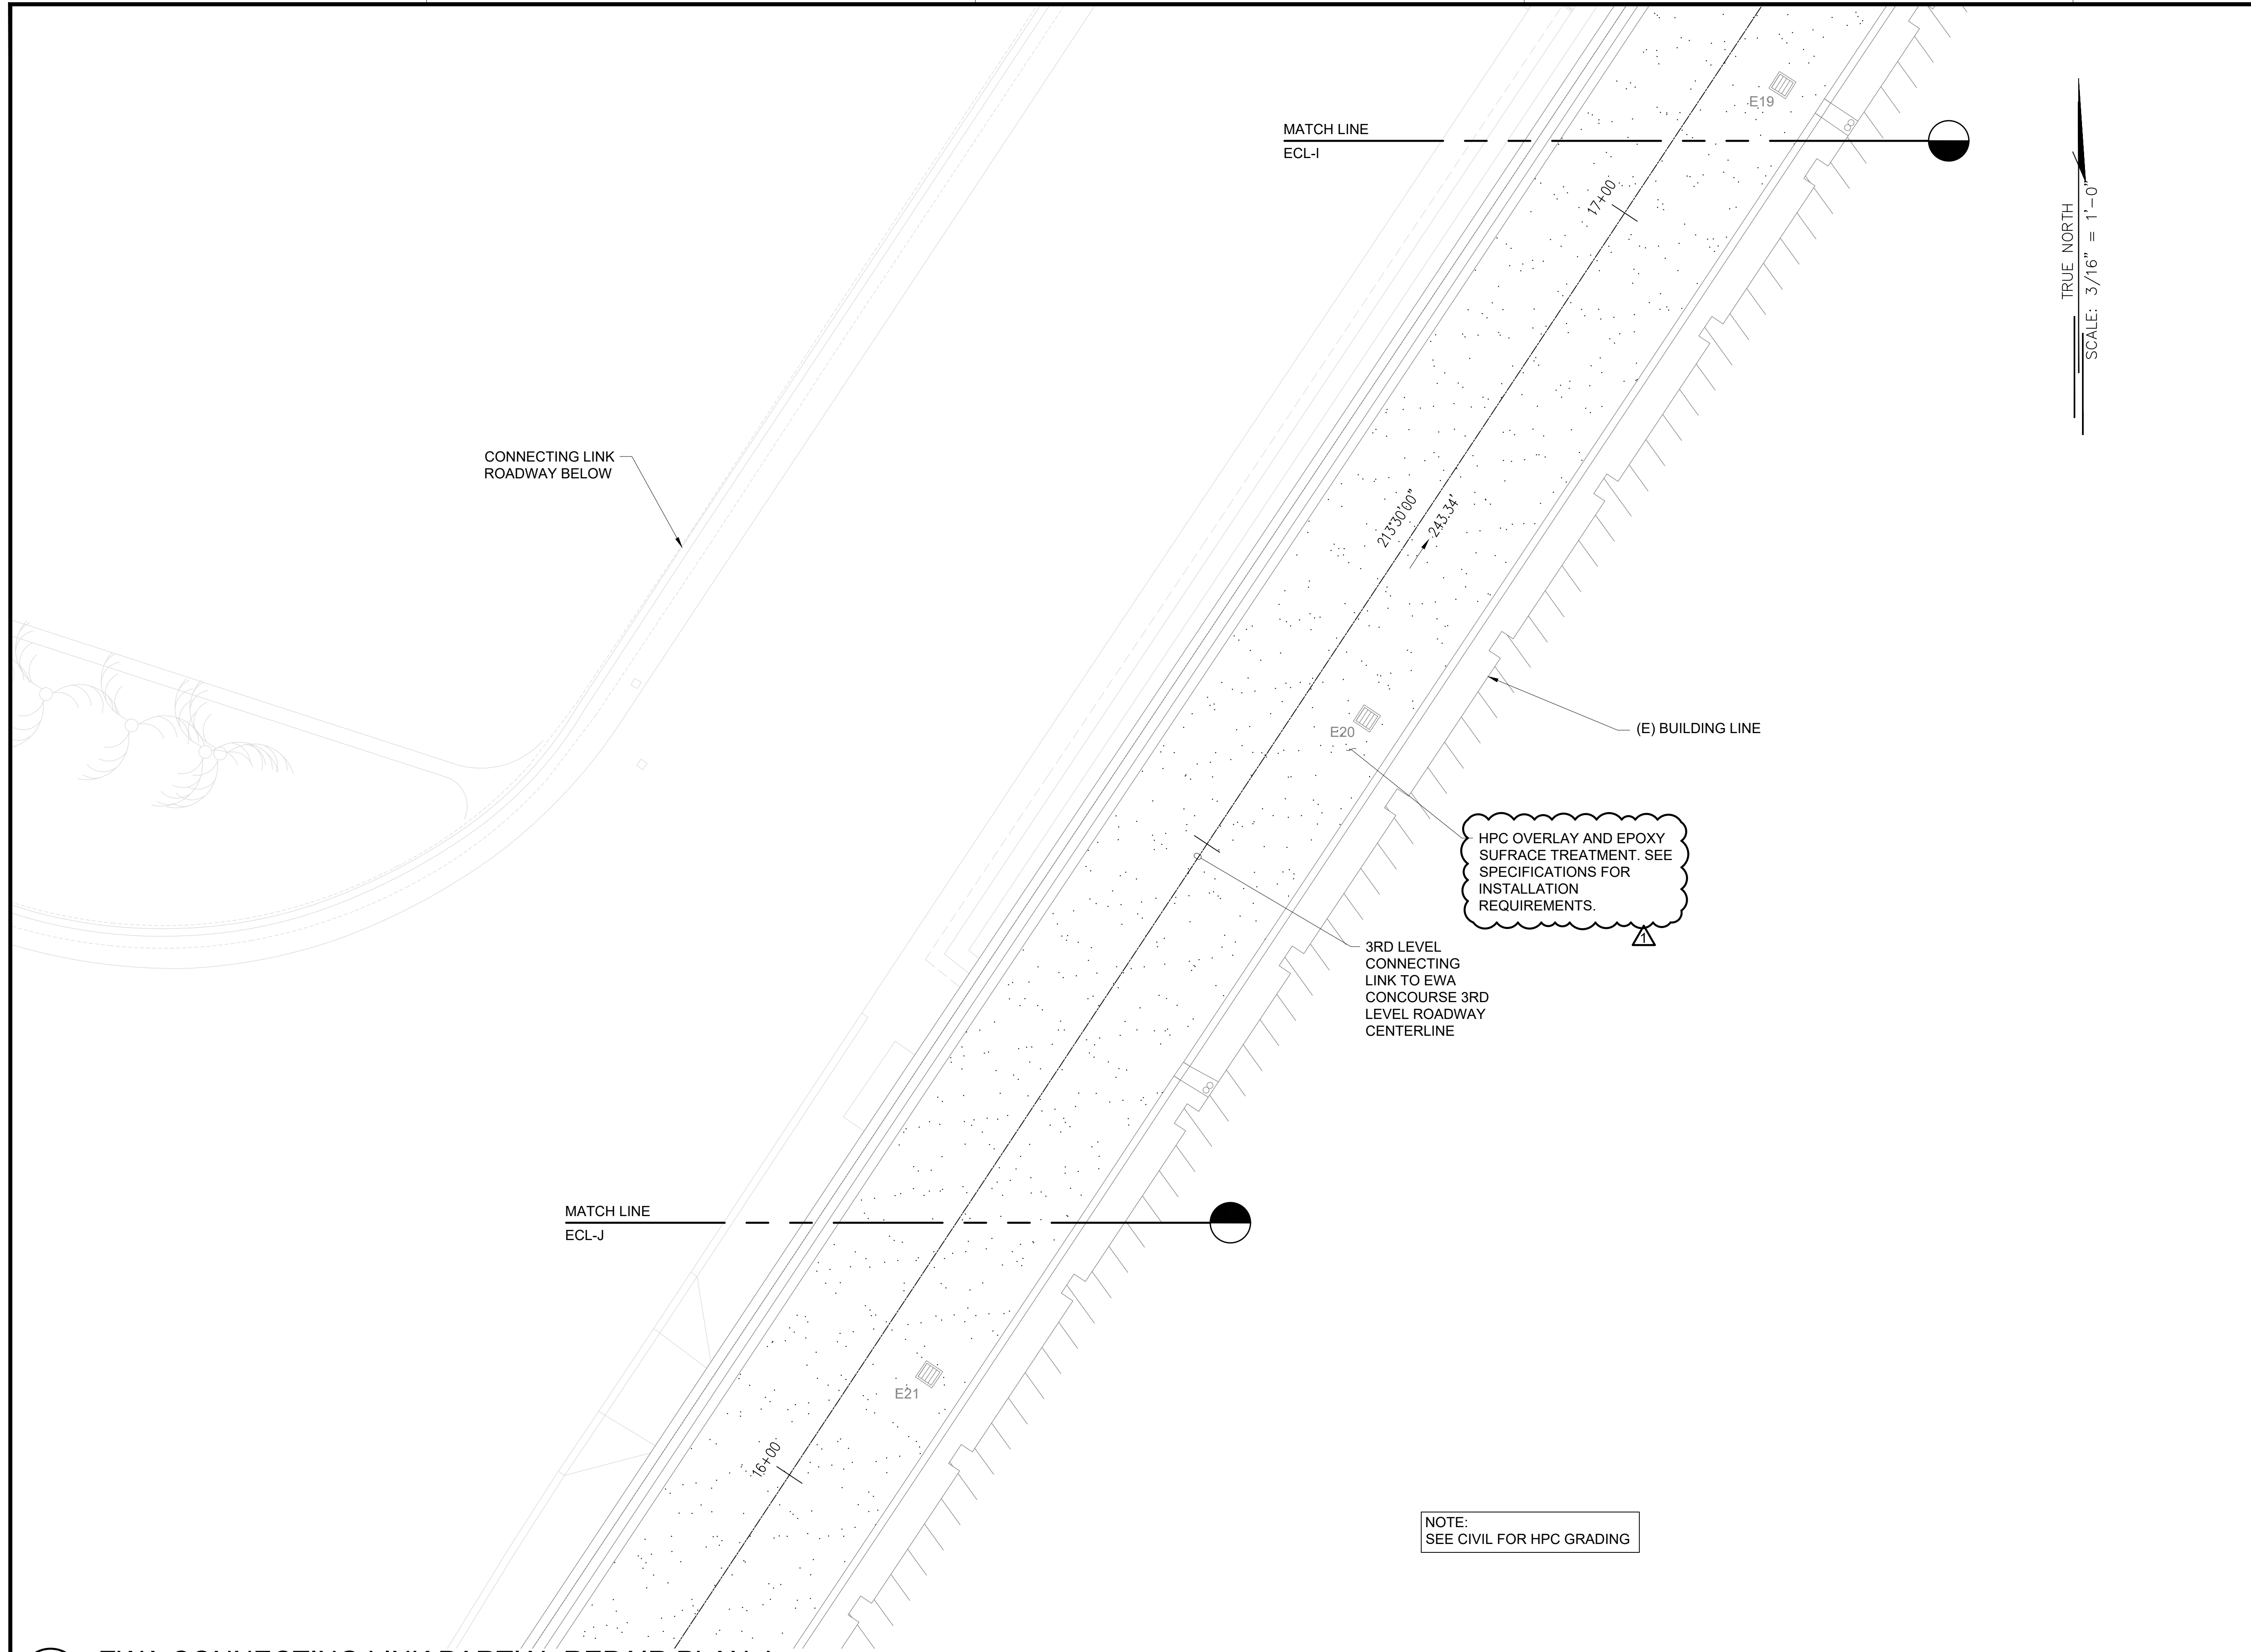 E19
MATCH LINE
ECL-I
17+00
TRUE NORTH
SCALE: 3/16" = 1'-0"
CONNECTING LINK
ROADWAY BELOW
213°30'00"
243.34'
E20
(E) BUILDING LINE
HPC OVERLAY AND EPOXY
SUFRACE TREATMENT. SEE
SPECIFICATIONS FOR
INSTALLATION
REQUIREMENTS.
1
3RD LEVEL
CONNECTING
LINK TO EWA
CONCOURSE 3RD
LEVEL ROADWAY
CENTERLINE
MATCH LINE
ECL-J
E21
16+00
NOTE:
SEE CIVIL FOR HPC GRADING